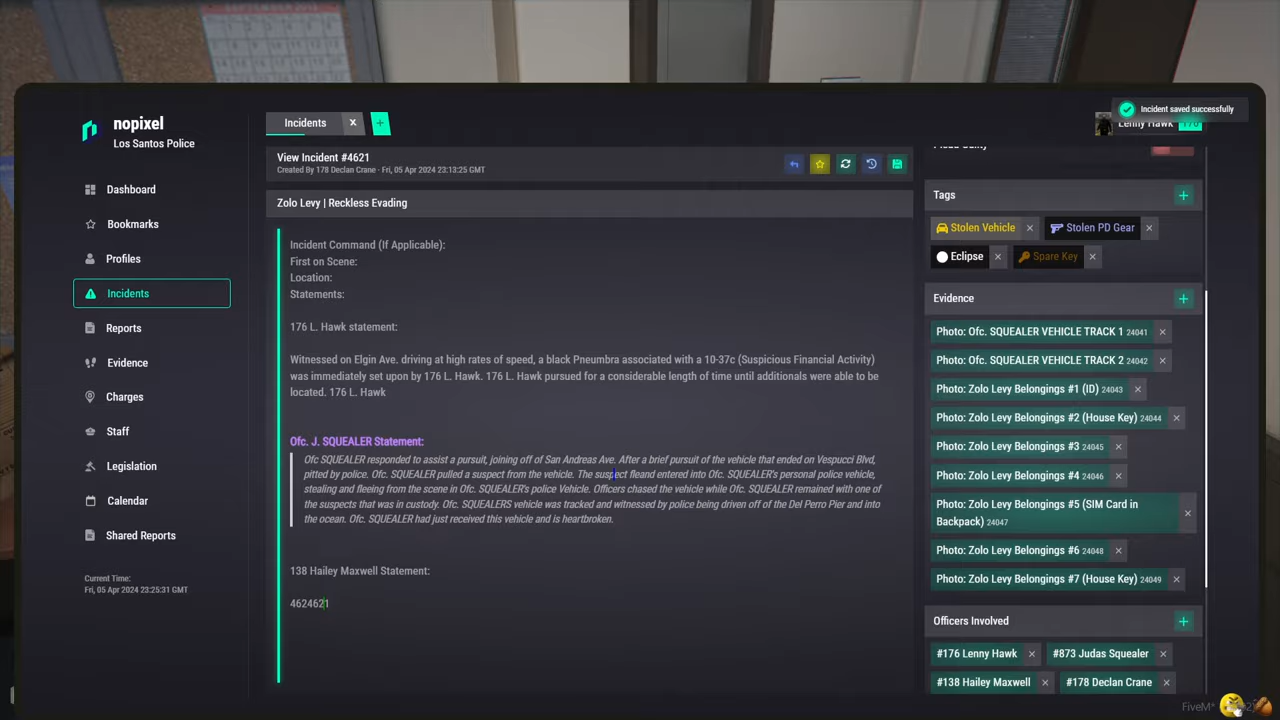 nopixel
Los Santos Police
Dashboard
Bookmarks
Profiles
Incidents
Reports
Evidence
Charges
Staff
Legislation
Calendar
Shared Reports
Current Time:
Fri, 05 Apr 2024 23:25:31 GMT
Incidents x +
Incident saved successfully
Lenny Hawk
View Incident #4621
Created By 178 Declan Crane · Fri, 05 Apr 2024 23:13:25 GMT
Zolo Levy | Reckless Evading
Incident Command (If Applicable):
First on Scene:
Location:
Statements:
176 L. Hawk statement:
Witnessed on Elgin Ave. driving at high rates of speed, a black Pneumbra associated with a 10-37c (Suspicious Financial Activity)
was immediately set upon by 176 L. Hawk. 176 L. Hawk pursued for a considerable length of time until additionals were able to be
located. 176 L. Hawk
Ofc. J. SQUEALER Statement:
Ofc SQUEALER responded to assist a pursuit, joining off of San Andreas Ave. After a brief pursuit of the vehicle that ended on Vespucci Blvd,
pitted by police. Ofc. SQUEALER pulled a suspect from the vehicle. The suspect fleand entered into Ofc. SQUEALER's personal police vehicle,
stealing and fleeing from the scene in Ofc. SQUEALER's police Vehicle. Officers chased the vehicle while Ofc. SQUEALER remained with one of
the suspects that was in custody. Ofc. SQUEALERS vehicle was tracked and witnessed by police being driven off of the Del Perro Pier and into
the ocean. Ofc. SQUEALER had just received this vehicle and is heartbroken.
138 Hailey Maxwell Statement:
4624621
Tags +
Stolen Vehicle ×
Stolen PD Gear ×
Eclipse ×
Spare Key ×
Evidence +
Photo: Ofc. SQUEALER VEHICLE TRACK 1 24041 ×
Photo: Ofc. SQUEALER VEHICLE TRACK 2 24042 ×
Photo: Zolo Levy Belongings #1 (ID) 24043 ×
Photo: Zolo Levy Belongings #2 (House Key) 24044 ×
Photo: Zolo Levy Belongings #3 24045 ×
Photo: Zolo Levy Belongings #4 24046 ×
Photo: Zolo Levy Belongings #5 (SIM Card in
Backpack) 24047 ×
Photo: Zolo Levy Belongings #6 24048 ×
Photo: Zolo Levy Belongings #7 (House Key) 24049 ×
Officers Involved +
#176 Lenny Hawk ×
#873 Judas Squealer ×
#138 Hailey Maxwell ×
#178 Declan Crane ×
FiveM*